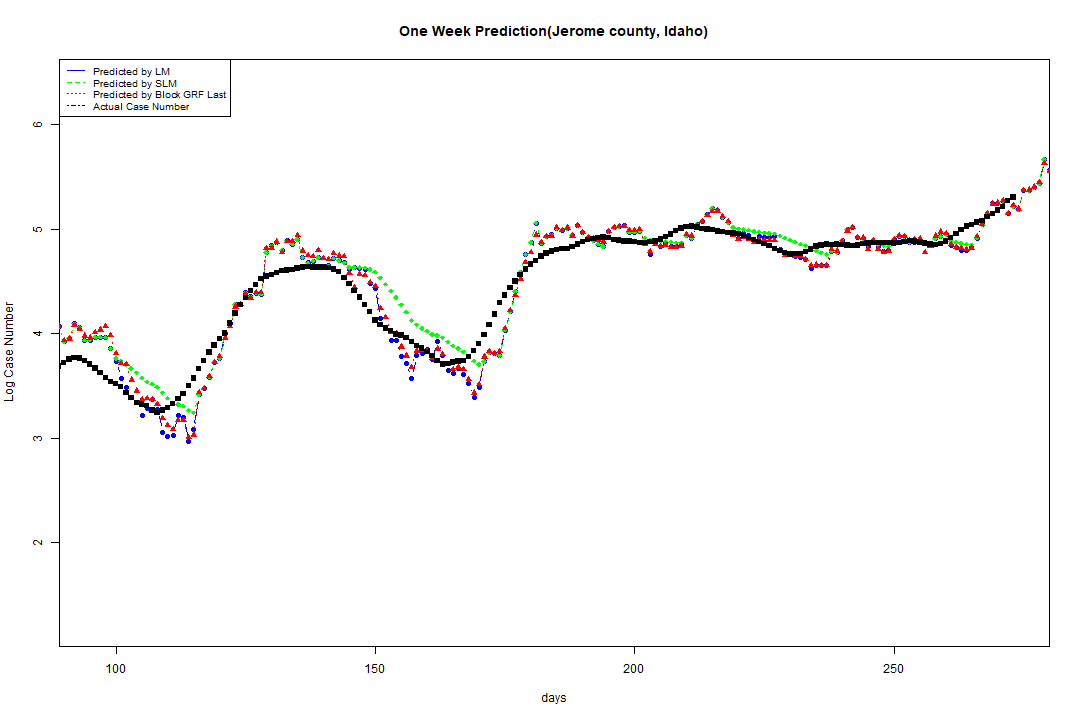 One Week Prediction(Jerome county, Idaho)
Predicted by LM
Predicted by SLM
Predicted by Block GRF Last
Actual Case Number
Log Case Number
6
5
4
3
2
100 150 200 250
days